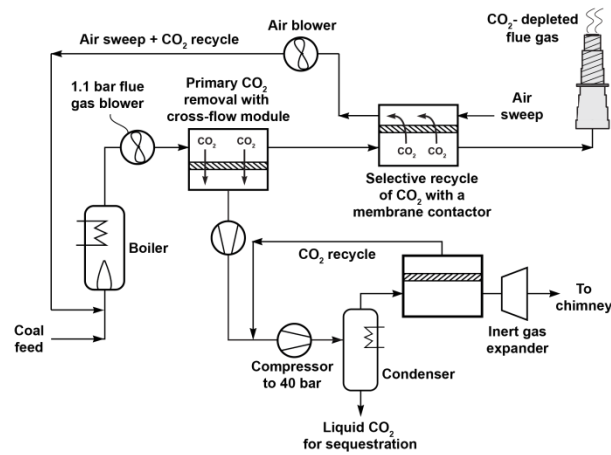 Air blower
CO₂- depleted
flue gas
Air sweep + CO₂ recycle
1.1 bar flue
gas blower
Primary CO₂
removal with
cross-flow module
Air
sweep
CO₂
CO₂
CO₂
CO₂
Selective recycle
of CO₂ with a
membrane contactor
Boiler
CO₂ recycle
To
chimney
Coal
feed
Inert gas
expander
Compressor
to 40 bar
Condenser
Liquid CO₂
for sequestration